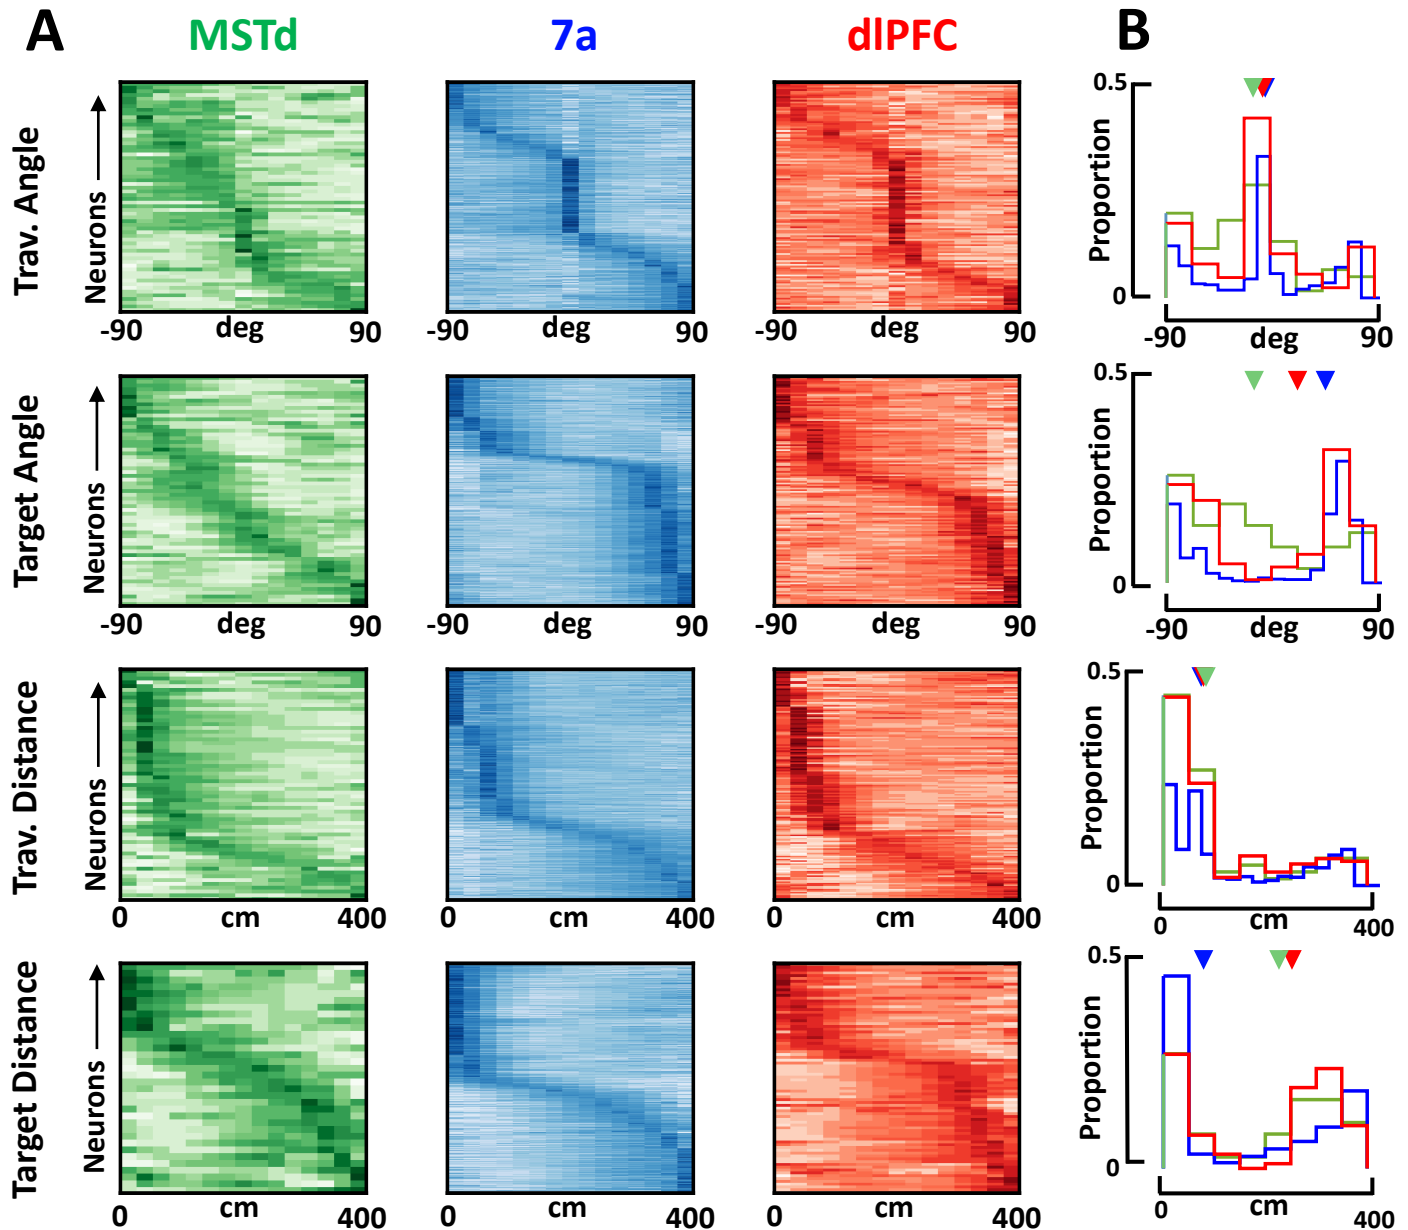 A MSTd 7a dlPFC B
Trav. Angle
Neurons
-90 deg 90
-90 deg 90
-90 deg 90
Proportion
0.5
0
-90 deg 90
Target Angle
Neurons
-90 deg 90
-90 deg 90
-90 deg 90
Proportion
0.5
0
-90 deg 90
Trav. Distance
Neurons
0 cm 400
0 cm 400
0 cm 400
Proportion
0.5
0
0 cm 400
Target Distance
Neurons
0 cm 400
0 cm 400
0 cm 400
Proportion
0.5
0
0 cm 400